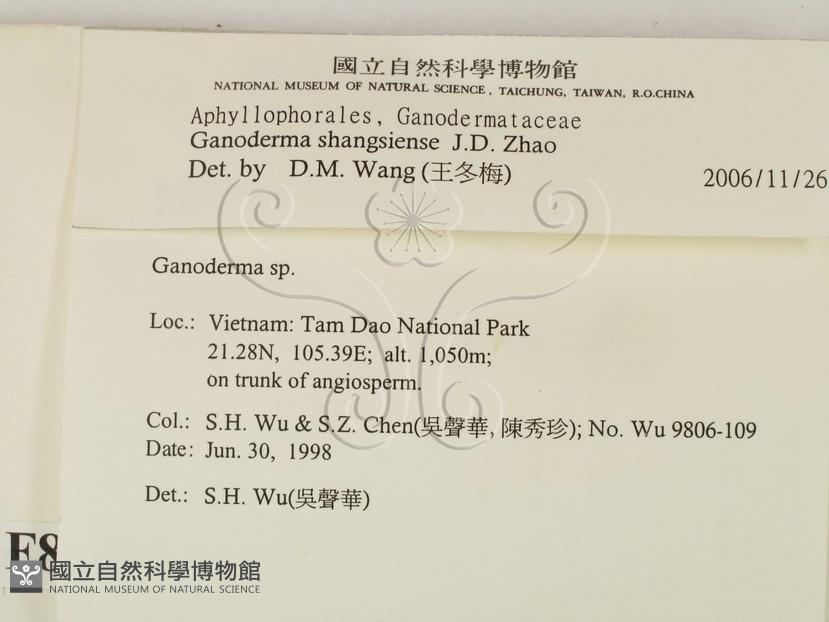 國立自然科學博物館
NATIONAL MUSEUM OF NATURAL SCIENCE, TAICHUNG, TAIWAN, R.O.CHINA
Aphyllophorales, Ganodermataceae
Ganoderma shangsiense J.D. Zhao
Det. by D.M. Wang (王冬梅) 2006/11/26
Ganoderma sp.
Loc.: Vietnam: Tam Dao National Park
21.28N, 105.39E; alt. 1,050m;
on trunk of angiosperm.
Col.: S.H. Wu & S.Z. Chen(吳聲華, 陳秀珍); No. Wu 9806-109
Date: Jun. 30, 1998
Det.: S.H. Wu(吳聲華)
F8
國立自然科學博物館
NATIONAL MUSEUM OF NATURAL SCIENCE